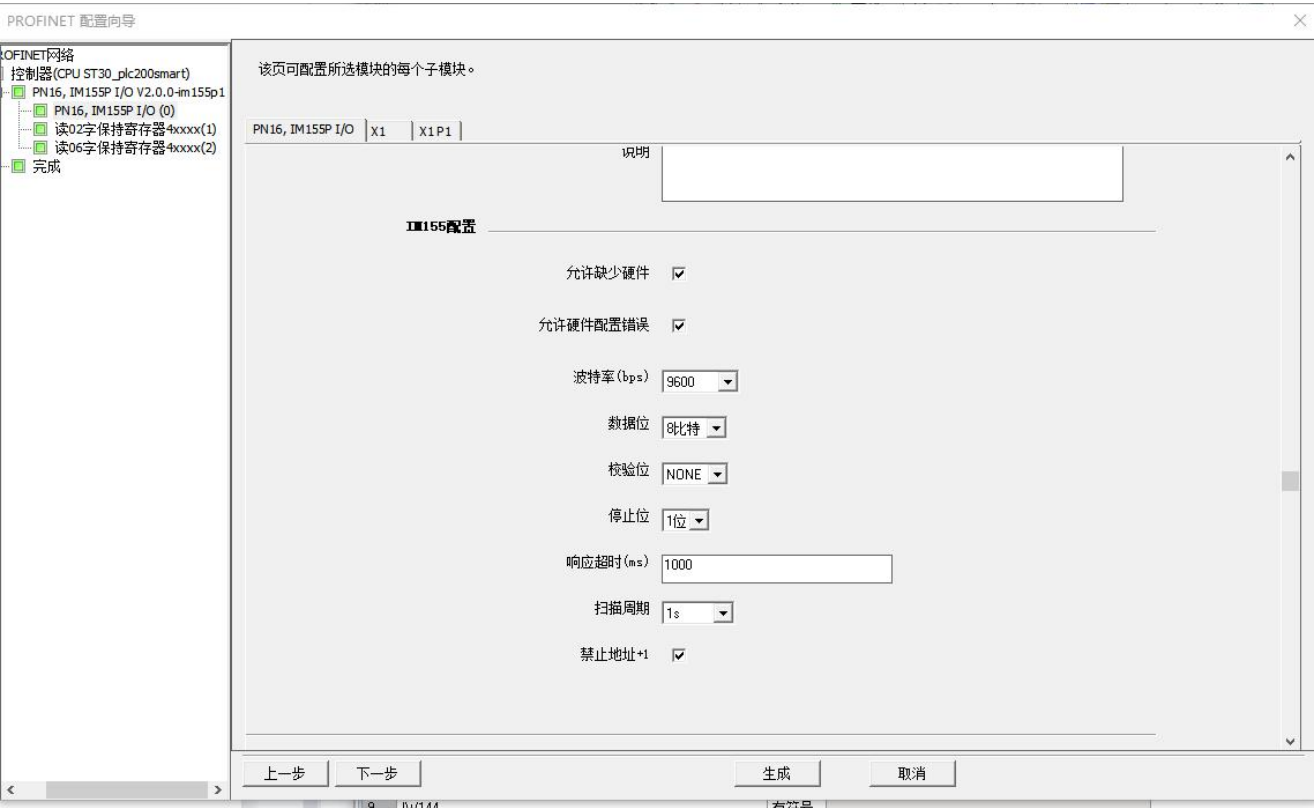 PROFINET 配置向导
OFINET网络
控制器(CPU ST30_plc200smart)
PN16, IM155P I/O V2.0.0-im155p1
PN16, IM155P I/O (0)
读02字保持寄存器4xxxx(1)
读06字保持寄存器4xxxx(2)
完成
该页可配置所选模块的每个子模块。
PN16, IM155P I/O X1 X1P1
说明
IM155配置
允许缺少硬件
允许硬件配置错误
波特率(bps) 9600
数据位 8比特
校验位 NONE
停止位 1位
响应超时(ms) 1000
扫描周期 1s
禁止地址+1
上一步 下一步 生成 取消